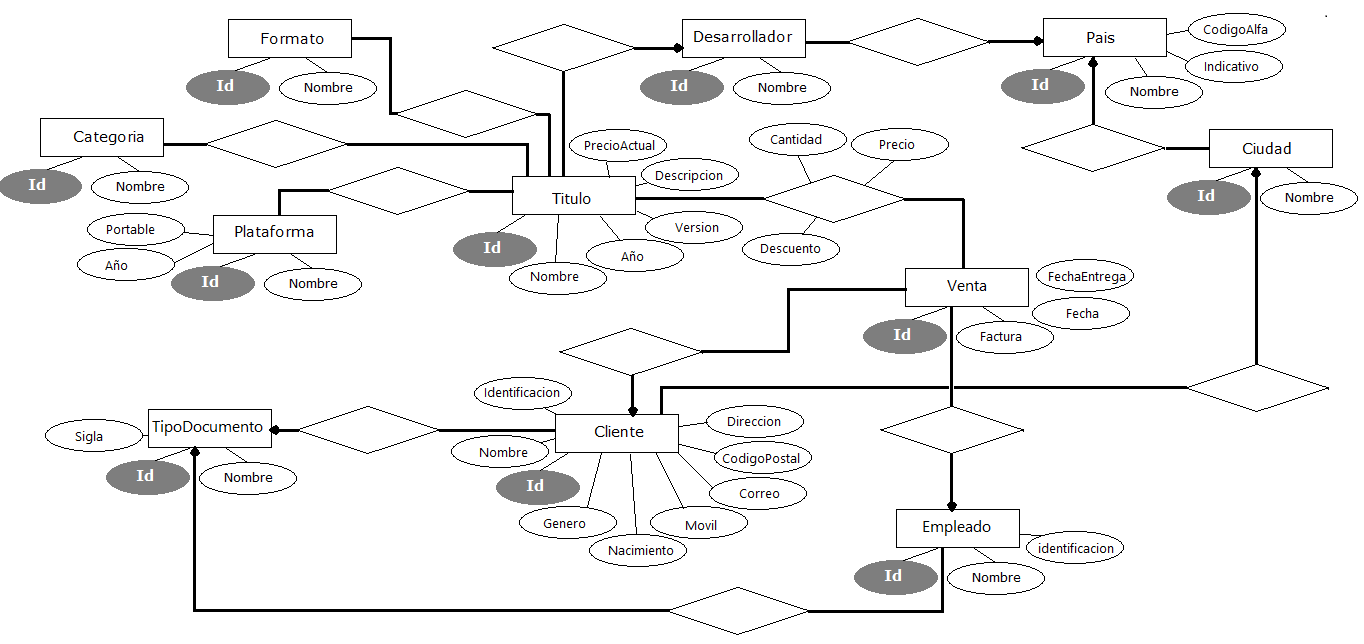 Formato
Id
Nombre
Desarrollador
Id
Nombre
Pais
CodigoAlfa
Indicativo
Id
Nombre
Categoria
Id
Nombre
PrecioActual
Descripcion
Cantidad
Precio
Ciudad
Id
Nombre
Titulo
Version
Id
Nombre
Año
Descuento
Plataforma
Portable
Año
Id
Nombre
Venta
FechaEntrega
Fecha
Id
Factura
Identificacion
Cliente
Direccion
Nombre
CodigoPostal
Id
Correo
Genero
Movil
Nacimiento
TipoDocumento
Sigla
Id
Nombre
Empleado
identificacion
Id
Nombre